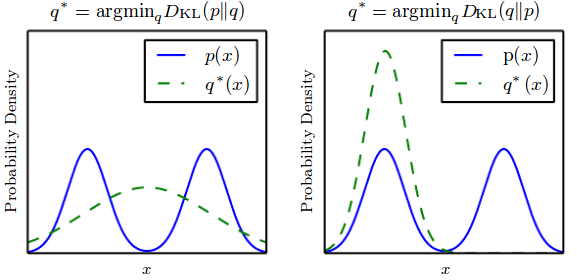 q* = argmin_q D_KL(p∥q)
p(x)
q*(x)
Probability Density
x
q* = argmin_q D_KL(q∥p)
p(x)
q*(x)
Probability Density
x